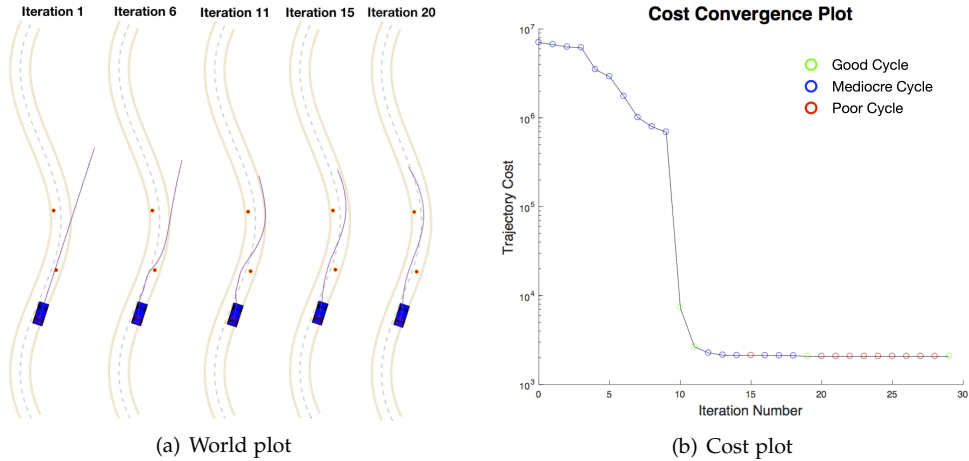 Iteration 1 Iteration 6 Iteration 11 Iteration 15 Iteration 20
(a) World plot
Cost Convergence Plot
Good Cycle
Mediocre Cycle
Poor Cycle
Trajectory Cost
10^7
10^6
10^5
10^4
10^3
0 5 10 15 20 25 30
Iteration Number
(b) Cost plot